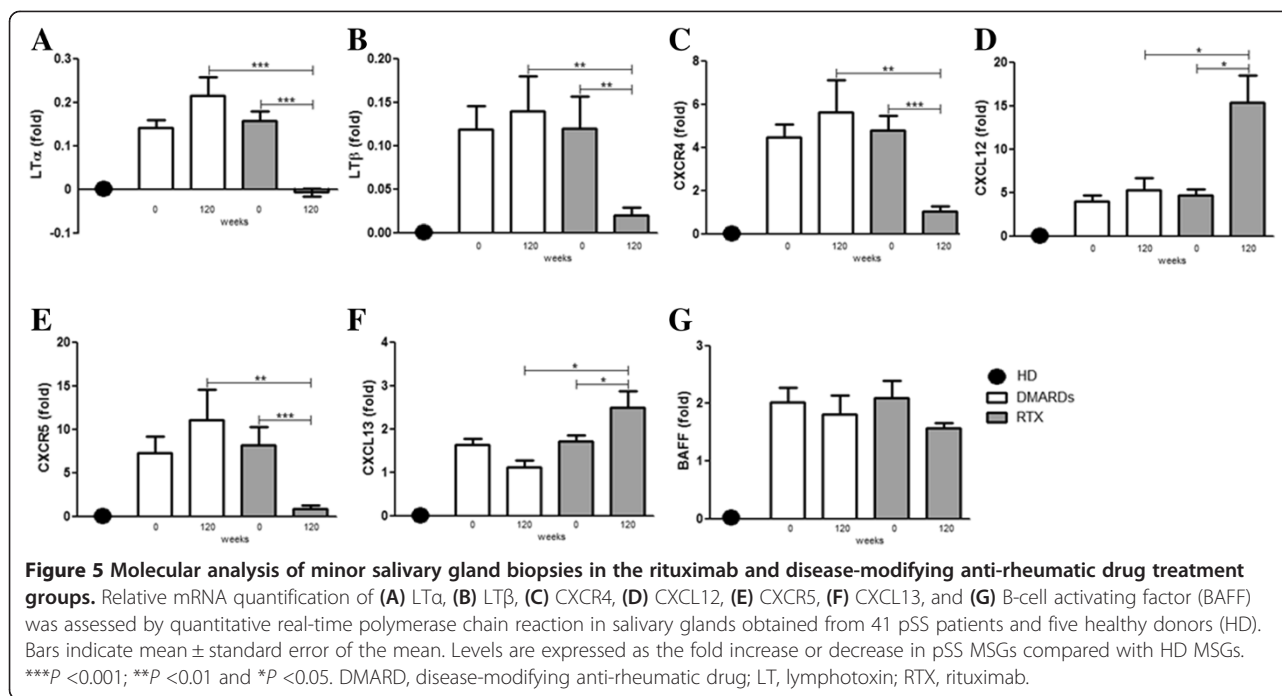 A
B
C
D
LTα (fold)
0.3
0.2
0.1
0
-0.1
***
***
0
120
0
120
weeks
LTβ (fold)
0.20
0.15
0.10
0.05
0.00
**
**
0
120
0
120
weeks
CXCR4 (fold)
8
6
4
2
0
**
***
0
120
0
120
weeks
CXCL12 (fold)
20
15
10
5
0
*
*
0
120
0
120
weeks
E
F
G
CXCR5 (fold)
20
15
10
5
0
**
***
0
120
0
120
weeks
CXCL13 (fold)
4
3
2
1
0
*
*
0
120
0
120
weeks
BAFF (fold)
3
2
1
0
0
120
0
120
weeks
HD
DMARDs
RTX
Figure 5 Molecular analysis of minor salivary gland biopsies in the rituximab and disease-modifying anti-rheumatic drug treatment
groups. Relative mRNA quantification of (A) LTα, (B) LTβ, (C) CXCR4, (D) CXCL12, (E) CXCR5, (F) CXCL13, and (G) B-cell activating factor (BAFF)
was assessed by quantitative real-time polymerase chain reaction in salivary glands obtained from 41 pSS patients and five healthy donors (HD).
Bars indicate mean ± standard error of the mean. Levels are expressed as the fold increase or decrease in pSS MSGs compared with HD MSGs.
***P <0.001; **P <0.01 and *P <0.05. DMARD, disease-modifying anti-rheumatic drug; LT, lymphotoxin; RTX, rituximab.